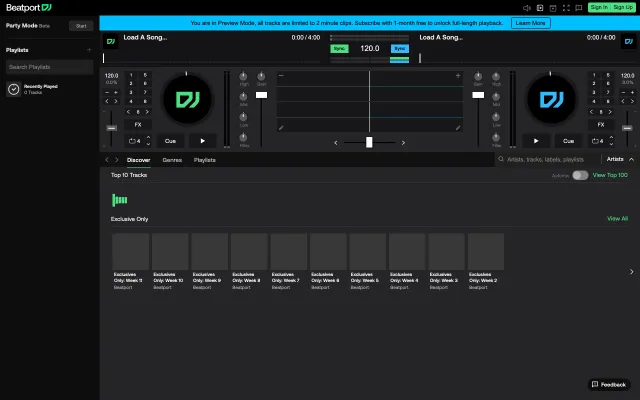 Beatport DJ
Sign In | Sign Up
Party Mode Beta
Start
You are in Preview Mode, all tracks are limited to 2 minute clips. Subscribe with 1-month free to unlock full-length playback.
Learn More
Playlists
+
Search Playlists
Recently Played
0 Tracks
Load A Song...
0:00 / 4:00
Sync
120.0
Sync
Load A Song...
0:00 / 4:00
120.0
0.0%
1 5
2 6
3 7
4 8
FX
4
Cue
High
Mid
Low
Filter
Gain
Gain
High
Mid
Low
Filter
Cue
1 5
2 6
3 7
4 8
FX
4
120.0
0.0%
Discover
Genres
Playlists
Artists, tracks, labels, playlists
Artists
Top 10 Tracks
View Top 100
Exclusive Only
View All
Exclusives Only: Week 11
Beatport
Exclusives Only: Week 10
Beatport
Exclusives Only: Week 9
Beatport
Exclusives Only: Week 8
Beatport
Exclusives Only: Week 7
Beatport
Exclusives Only: Week 6
Beatport
Exclusives Only: Week 5
Beatport
Exclusives Only: Week 4
Beatport
Exclusives Only: Week 3
Beatport
Exclusives Only: Week 2
Beatport
Feedback